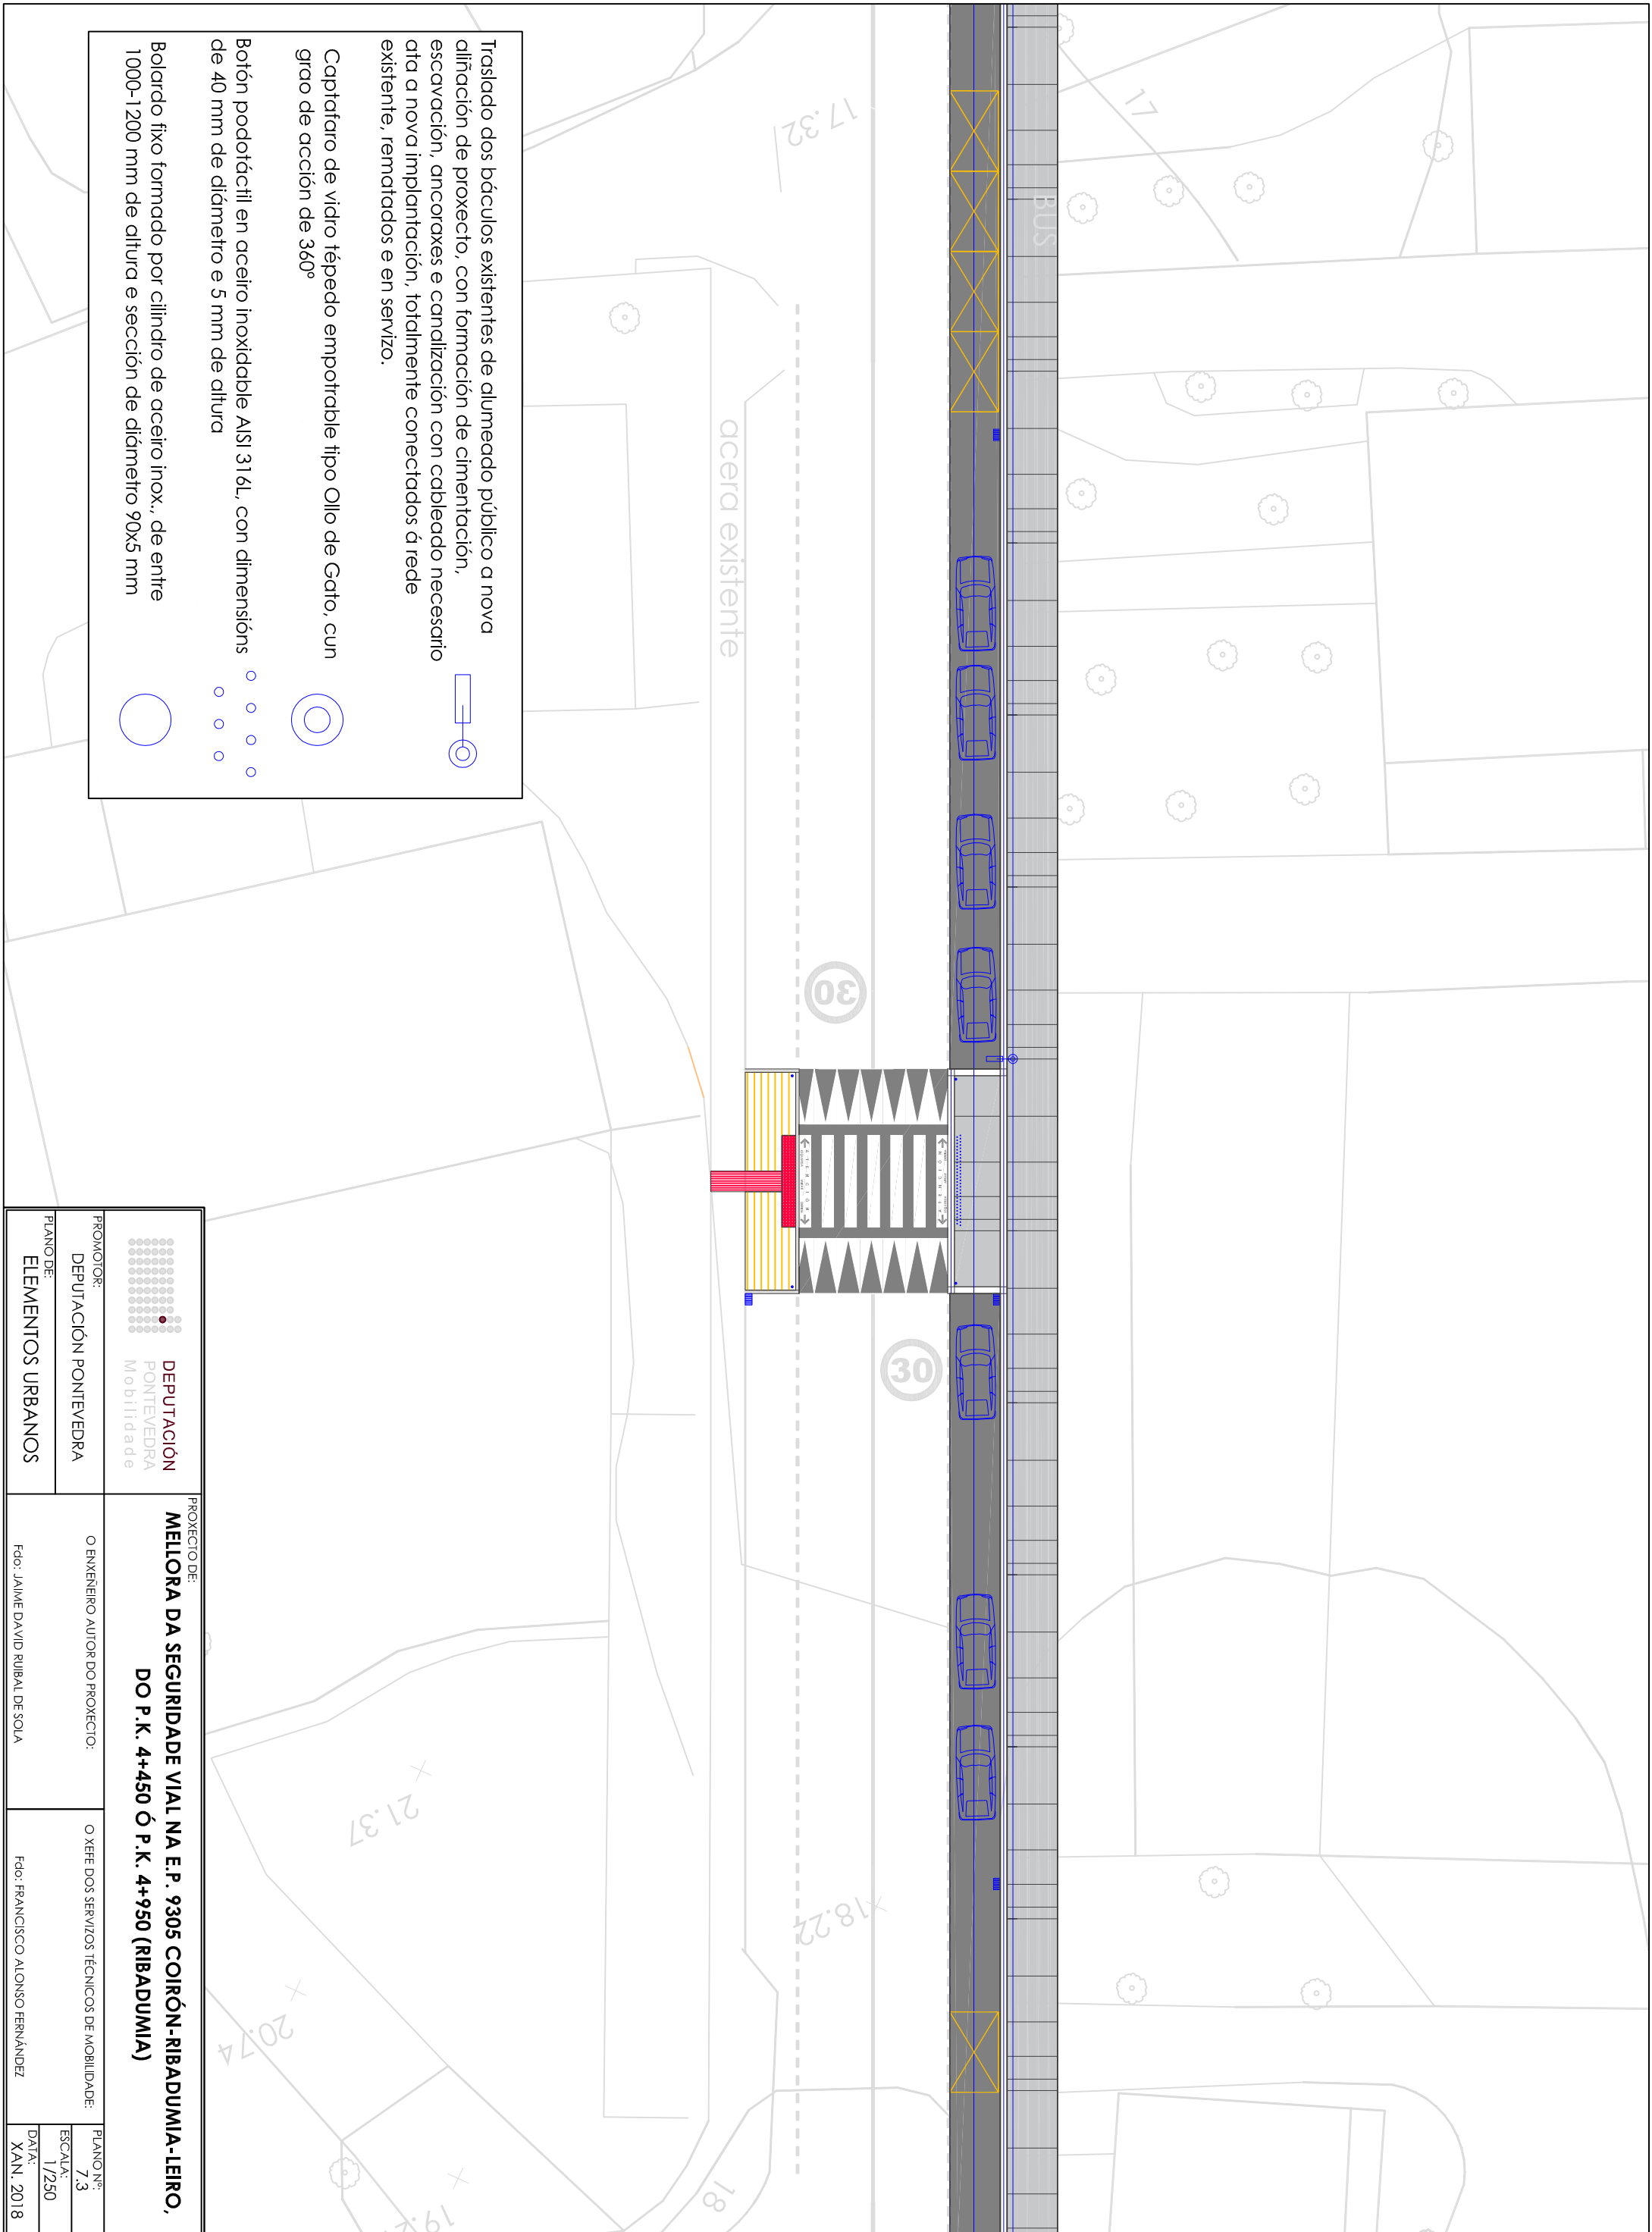 Traslado dos báculos existentes de alumeado público a nova
aliñación de proxecto, con formación de cimentación,
escavación, ancoraxes e canalización con cableado necesario
ata a nova implantación, totalmente conectados á rede
existente, rematados e en servizo.
Captafaro de vidro tépedo empotrable tipo Ollo de Gato, cun
grao de acción de 360º
Botón podotáctil en aceiro inoxidable AISI 316L, con dimensións
de 40 mm de diámetro e 5 mm de altura
Bolardo fixo formado por cilindro de aceiro inox., de entre
1000-1200 mm de altura e sección de diámetro 90x5 mm
17
BUS
17.32
acera existente
30
ATENCIÓN
ATENCIÓN
30
21.37
18.22
20.74
18
DEPUTACIÓN
PONTEVEDRA
Mobilidade
PROMOTOR:
DEPUTACIÓN PONTEVEDRA
PLANO DE:
ELEMENTOS URBANOS
PROXECTO DE:
MELLORA DA SEGURIDADE VIAL NA E.P. 9305 COIRÓN-RIBADUMIA-LEIRO,
DO P.K. 4+450 Ó P.K. 4+950 (RIBADUMIA)
O ENXEÑEIRO AUTOR DO PROXECTO:
Fdo: JAIME DAVID RUIBAL DE SOLA
O XEFE DOS SERVIZOS TÉCNICOS DE MOBILIDADE:
Fdo: FRANCISCO ALONSO FERNÁNDEZ
PLANO Nº:
7.3
ESCALA:
1/250
DATA:
XAN. 2018